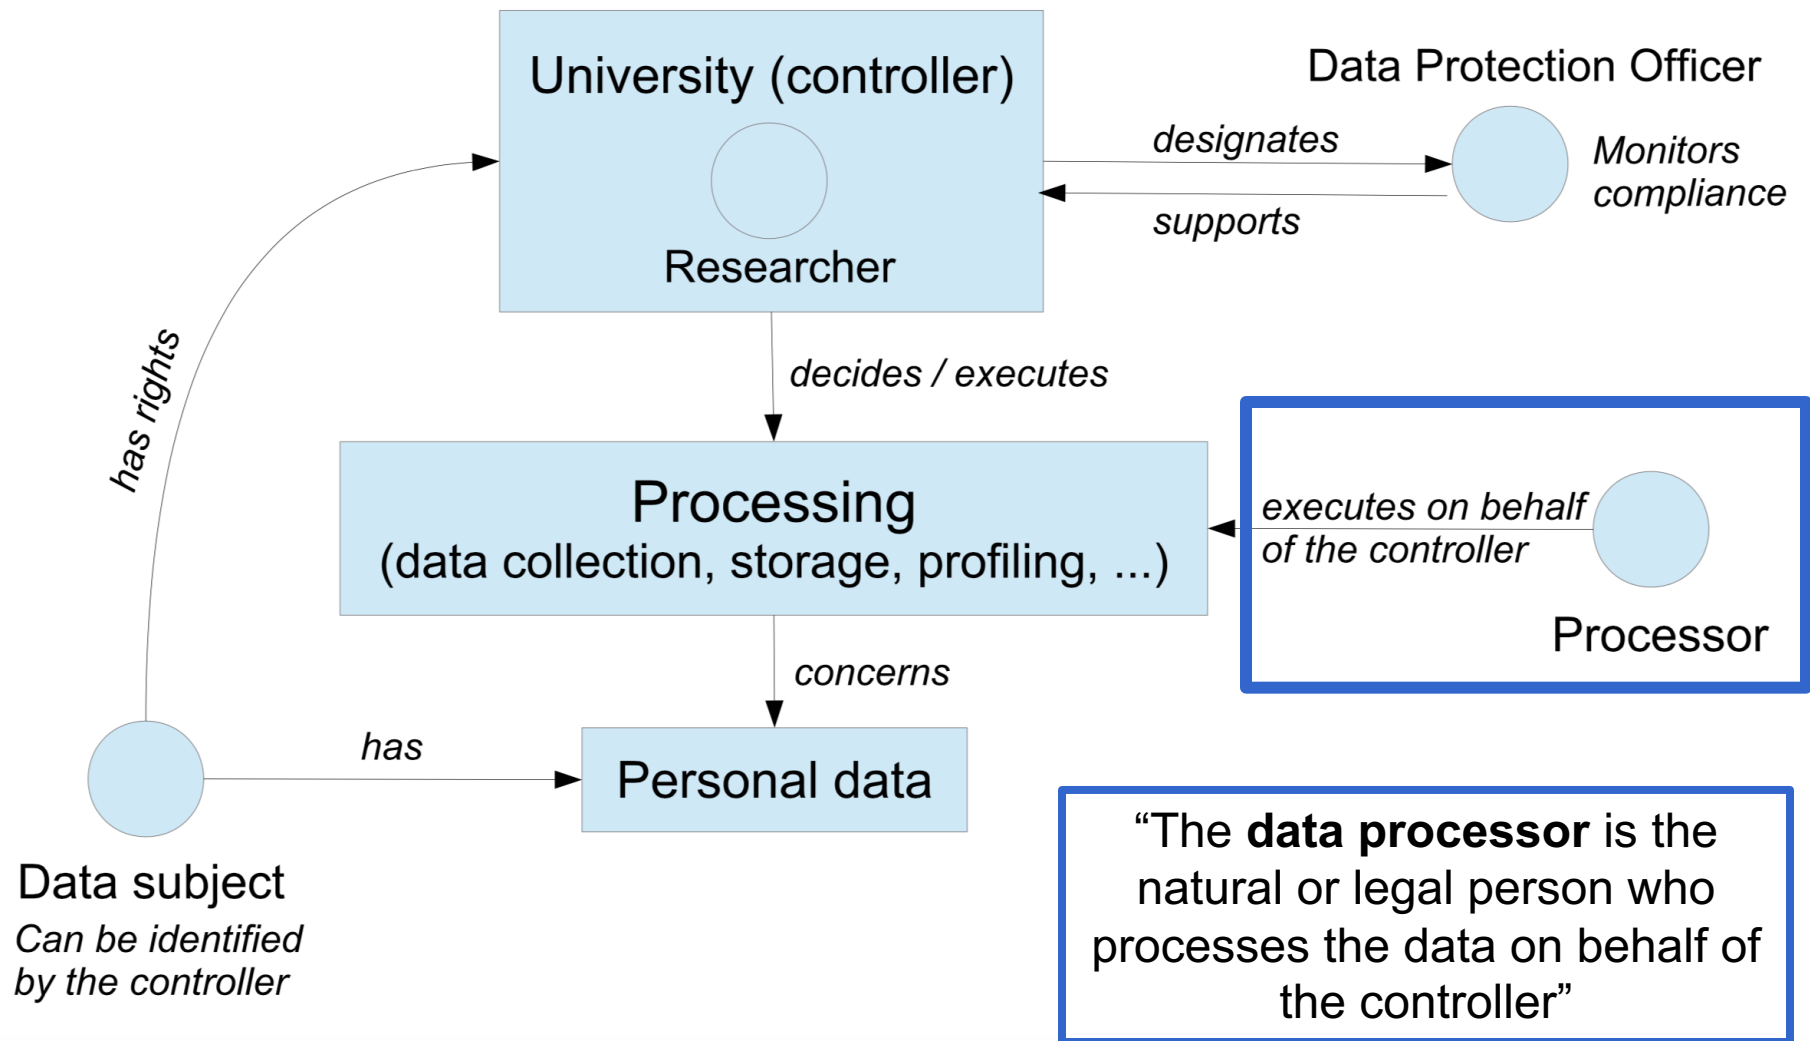 University (controller)
Researcher
Data Protection Officer
designates
Monitors
compliance
supports
has rights
decides / executes
Processing
(data collection, storage, profiling, ...)
executes on behalf
of the controller
Processor
concerns
has
Personal data
Data subject
Can be identified
by the controller
“The data processor is the
natural or legal person who
processes the data on behalf of
the controller”